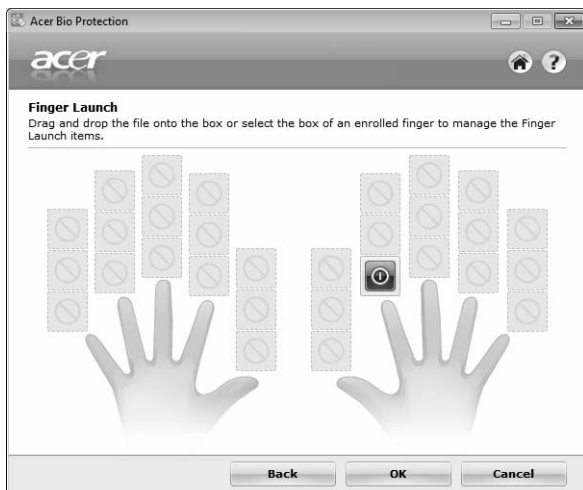 Acer Bio Protection
acer
Finger Launch
Drag and drop the file onto the box or select the box of an enrolled finger to manage the Finger
Launch items.
Back
OK
Cancel